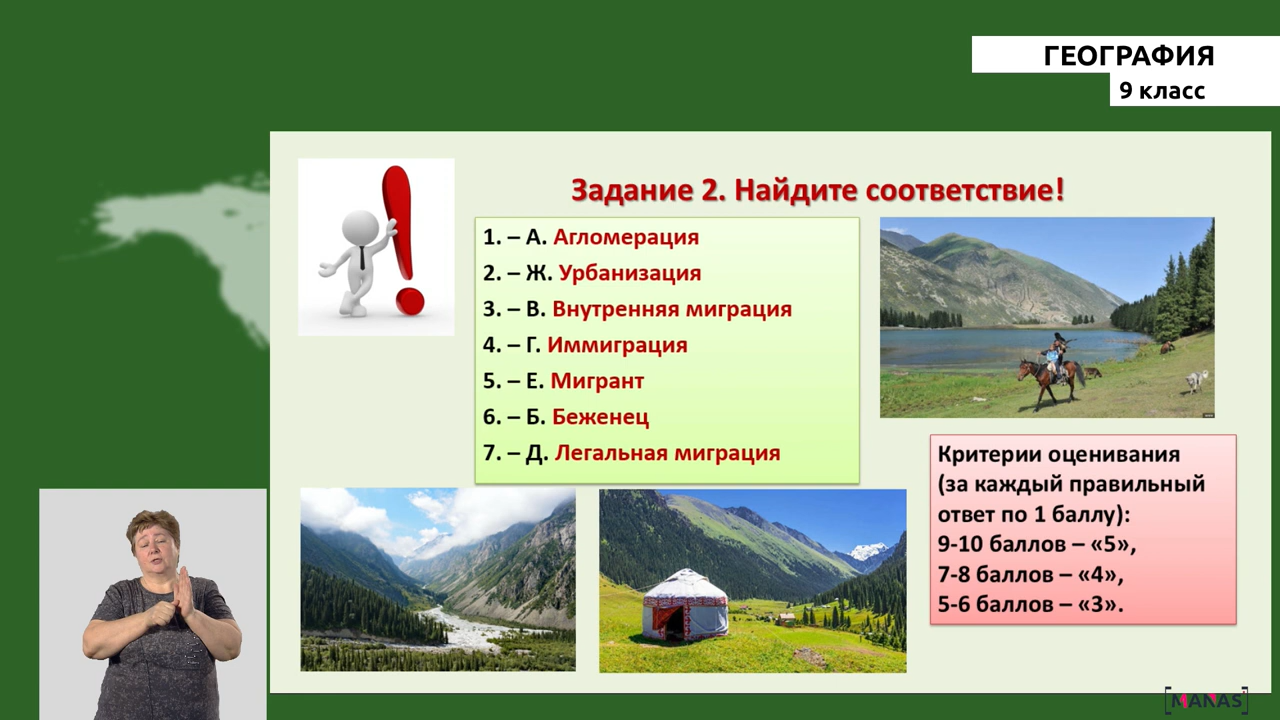 ГЕОГРАФИЯ
9 класс
Задание 2. Найдите соответствие!
1. – А. Агломерация
2. – Ж. Урбанизация
3. – В. Внутренняя миграция
4. – Г. Иммиграция
5. – Е. Мигрант
6. – Б. Беженец
7. – Д. Легальная миграция
Критерии оценивания
(за каждый правильный
ответ по 1 баллу):
9-10 баллов – «5»,
7-8 баллов – «4»,
5-6 баллов – «3».
[MANAS]